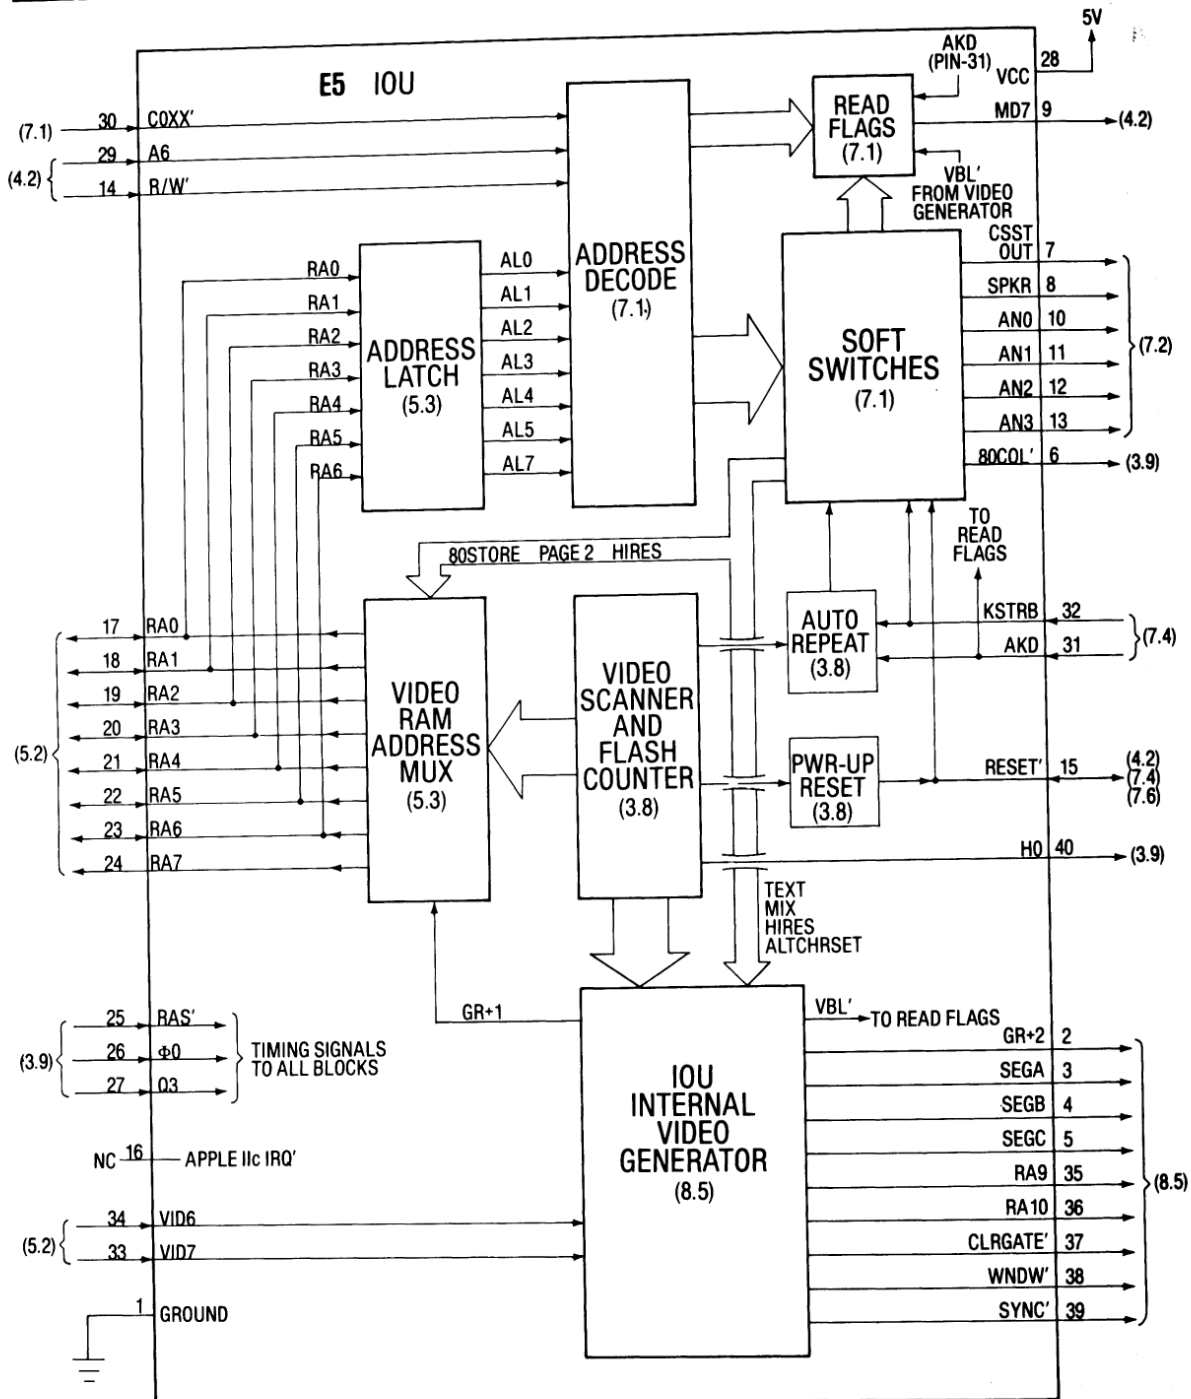 5V
E5 IOU
AKD
(PIN-31)
28
VCC
(7.1)
30
C0XX'
29
A6
(4.2)
14
R/W'
READ
FLAGS
(7.1)
MD7
9
(4.2)
VBL'
FROM VIDEO
GENERATOR
ADDRESS
DECODE
(7.1)
RA0
RA1
RA2
RA3
RA4
RA5
RA6
ADDRESS
LATCH
(5.3)
AL0
AL1
AL2
AL3
AL4
AL5
AL7
SOFT
SWITCHES
(7.1)
CSST
OUT
7
SPKR
8
AN0
10
AN1
11
AN2
12
AN3
13
(7.2)
80COL'
6
(3.9)
TO
READ
FLAGS
80STORE PAGE 2 HIRES
17
RA0
18
RA1
19
RA2
20
RA3
21
RA4
22
RA5
23
RA6
24
RA7
(5.2)
VIDEO
RAM
ADDRESS
MUX
(5.3)
VIDEO
SCANNER
AND
FLASH
COUNTER
(3.8)
AUTO
REPEAT
(3.8)
KSTRB
32
AKD
31
(7.4)
PWR-UP
RESET
(3.8)
RESET'
15
(4.2)
(7.4)
(7.6)
H0
40
(3.9)
TEXT
MIX
HIRES
ALTCHRSET
GR+1
25
RAS'
26
Φ0
27
Q3
(3.9)
TIMING SIGNALS
TO ALL BLOCKS
NC
16
APPLE IIc IRQ'
34
VID6
33
VID7
(5.2)
1
GROUND
IOU
INTERNAL
VIDEO
GENERATOR
(8.5)
VBL'
TO READ FLAGS
GR+2
2
SEGA
3
SEGB
4
SEGC
5
RA9
35
RA10
36
CLRGATE'
37
WNDW'
38
SYNC'
39
(8.5)